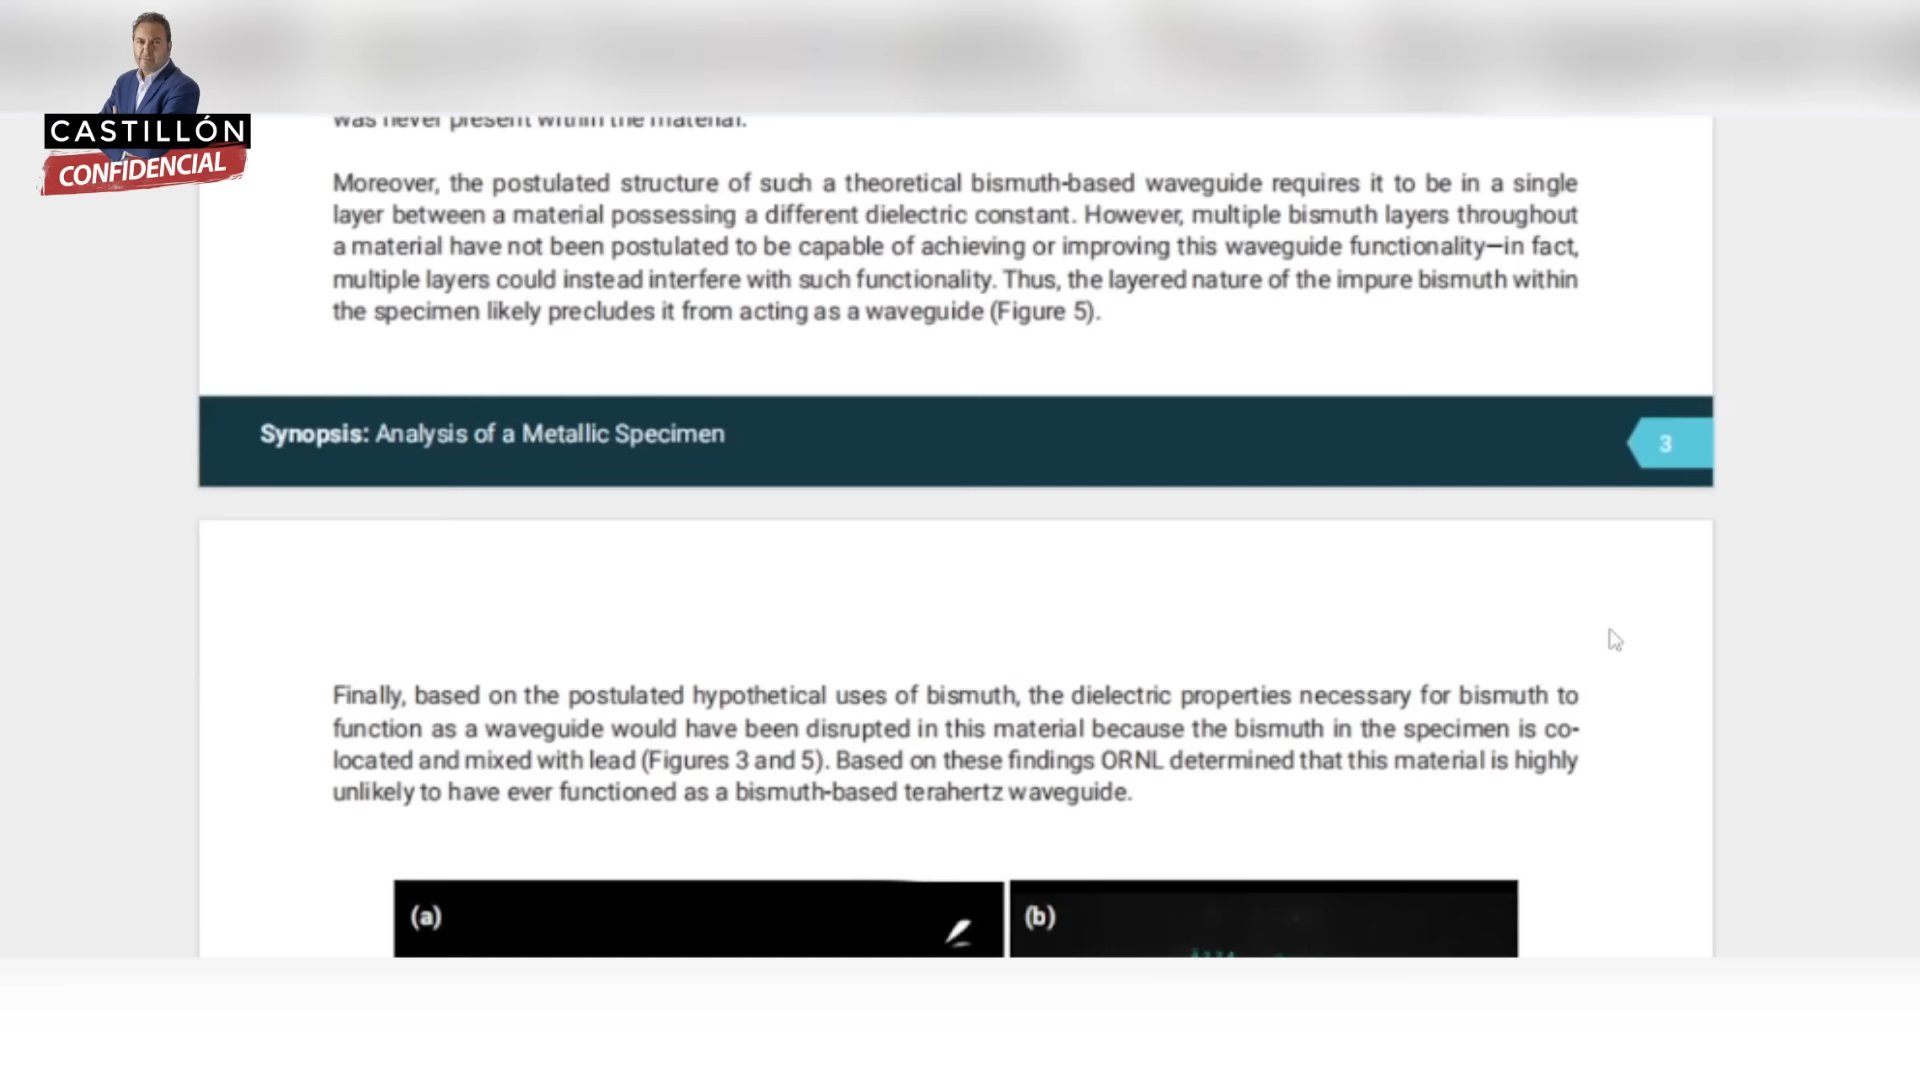 CASTILLÓN
CONFIDENCIAL
was never present within the material.
Moreover, the postulated structure of such a theoretical bismuth-based waveguide requires it to be in a single
layer between a material possessing a different dielectric constant. However, multiple bismuth layers throughout
a material have not been postulated to be capable of achieving or improving this waveguide functionality—in fact,
multiple layers could instead interfere with such functionality. Thus, the layered nature of the impure bismuth within
the specimen likely precludes it from acting as a waveguide (Figure 5).
Synopsis: Analysis of a Metallic Specimen
3
Finally, based on the postulated hypothetical uses of bismuth, the dielectric properties necessary for bismuth to
function as a waveguide would have been disrupted in this material because the bismuth in the specimen is co-
located and mixed with lead (Figures 3 and 5). Based on these findings ORNL determined that this material is highly
unlikely to have ever functioned as a bismuth-based terahertz waveguide.
(a)
(b)